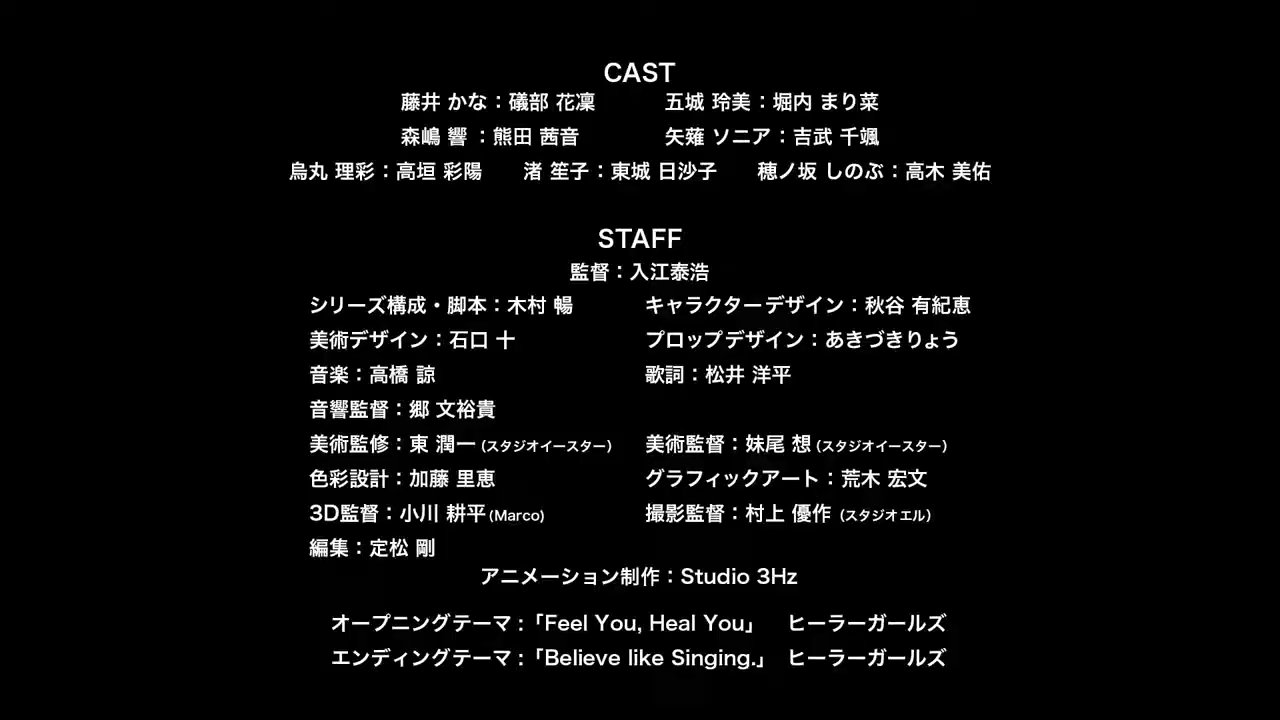 CAST
藤井 かな：礒部 花凜　五城 玲美：堀内 まり菜
森嶋 響 ：熊田 茜音　矢薙 ソニア：吉武 千颯
烏丸 理彩：高垣 彩陽　渚 笙子：東城 日沙子　穂ノ坂 しのぶ：高木 美佑
STAFF
監督：入江泰浩
シリーズ構成・脚本：木村 暢　キャラクターデザイン：秋谷 有紀恵
美術デザイン：石口 十　プロップデザイン：あきづきりょう
音楽：高橋 諒　歌詞：松井 洋平
音響監督：郷 文裕貴
美術監修：東 潤一（スタジオイースター）　美術監督：妹尾 想（スタジオイースター）
色彩設計：加藤 里恵　グラフィックアート：荒木 宏文
3D監督：小川 耕平(Marco)　撮影監督：村上 優作（スタジオエル）
編集：定松 剛
アニメーション制作：Studio 3Hz
オープニングテーマ：「Feel You, Heal You」　ヒーラーガールズ
エンディングテーマ：「Believe like Singing.」　ヒーラーガールズ